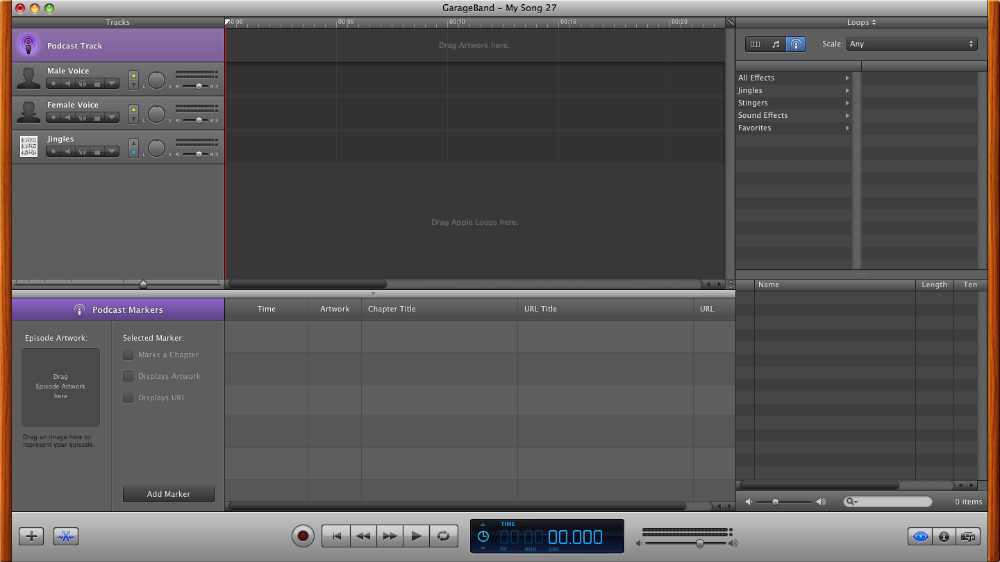 GarageBand – My Song 27
Tracks
0:00
00:05
00:10
00:15
00:20
Loops
Podcast Track
Drag Artwork here.
Scale:
Any
Male Voice
L
R
Female Voice
L
R
Jingles
L
R
All Effects
Jingles
Stingers
Sound Effects
Favorites
Drag Apple Loops here.
Name
Length
Ten
Podcast Markers
Time
Artwork
Chapter Title
URL Title
URL
Episode Artwork:
Drag
Episode Artwork
here
Drag an image here to
represent your episode.
Selected Marker:
Marks a Chapter
Displays Artwork
Displays URL
Add Marker
0 items
TIME
00:00:00.000
hr
min
sec